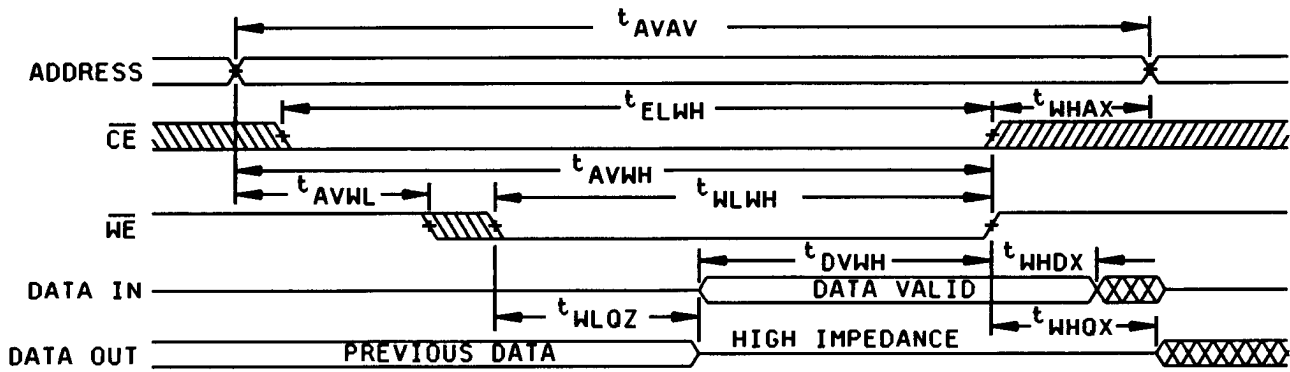 tAVAV
ADDRESS
tELWH
tWHAX
CE
tAVWH
tAVWL
tWLWH
WE
tDVWH
tWHDX
DATA IN
DATA VALID
tWLQZ
tWHQX
DATA OUT
PREVIOUS DATA
HIGH IMPEDANCE